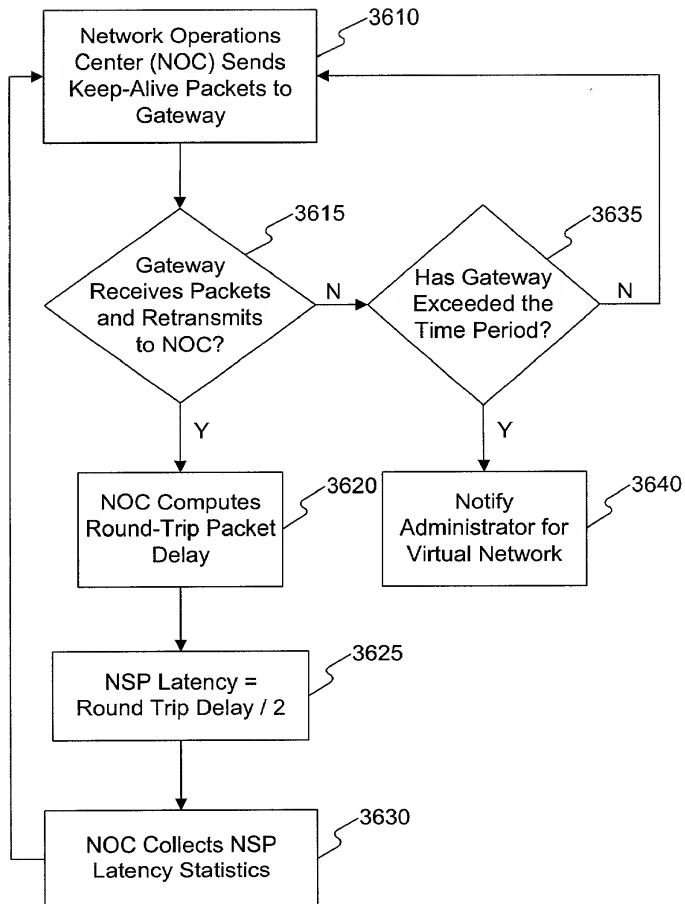 Network Operations
Center (NOC) Sends
Keep-Alive Packets to
Gateway
3610
Gateway
Receives Packets
and Retransmits
to NOC?
3615
N
Y
Has Gateway
Exceeded the
Time Period?
3635
N
Y
NOC Computes
Round-Trip Packet
Delay
3620
Notify
Administrator for
Virtual Network
3640
NSP Latency =
Round Trip Delay / 2
3625
NOC Collects NSP
Latency Statistics
3630